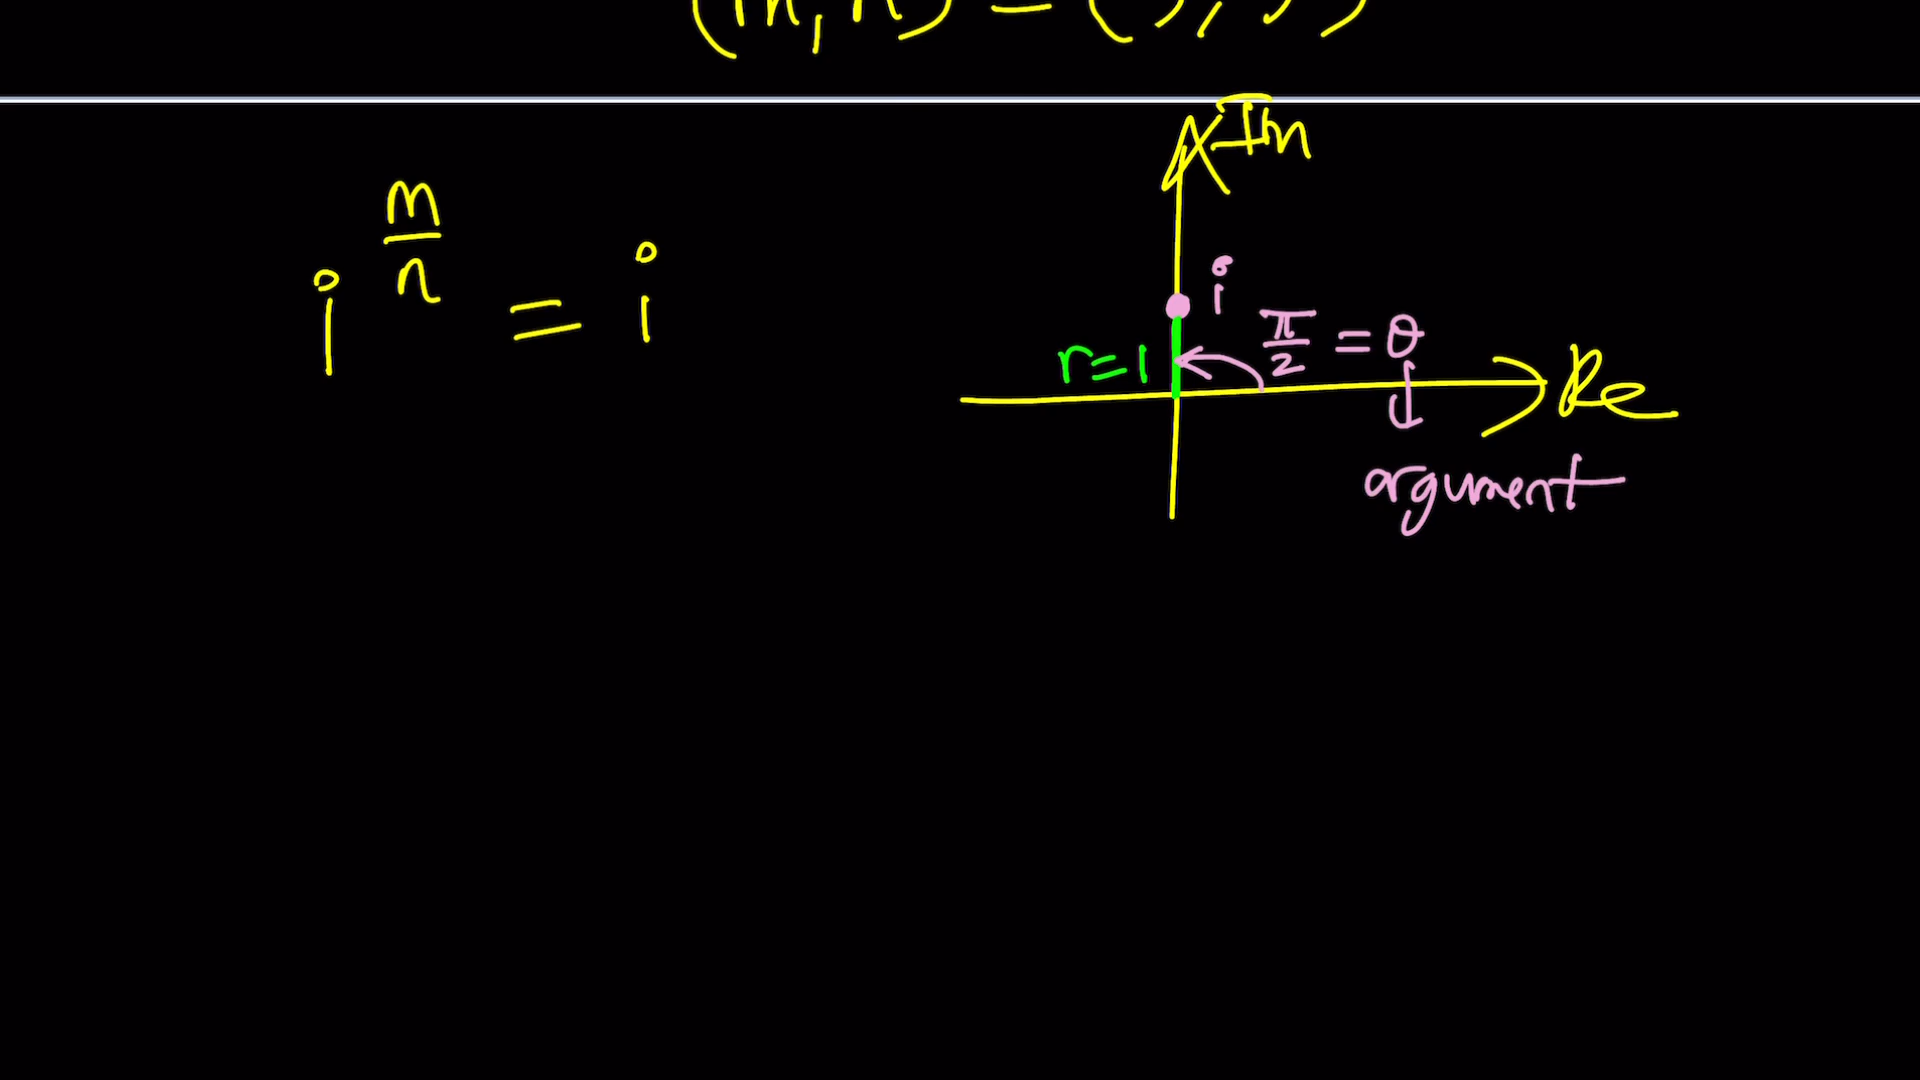 (m, n) = (
Im
i^(m/n) = i
i
π/2 = θ
r=1
Re
argument